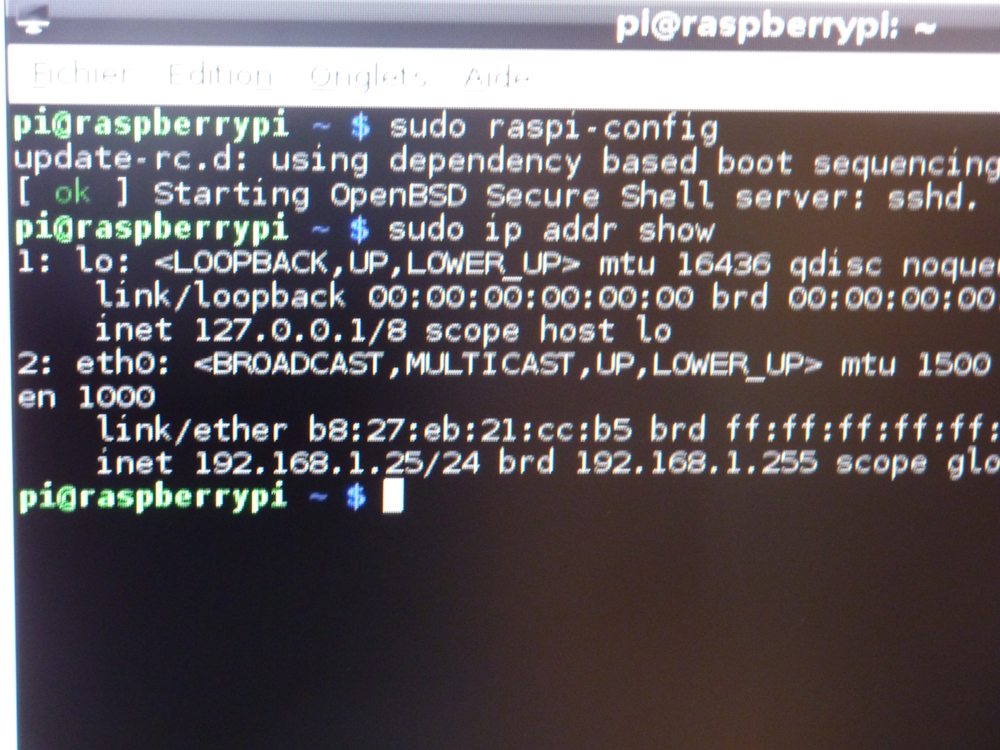 pi@raspberrypi: ~
Fichier Edition Onglets Aide
pi@raspberrypi ~ $ sudo raspi-config
update-rc.d: using dependency based boot sequencing
[ ok ] Starting OpenBSD Secure Shell server: sshd.
pi@raspberrypi ~ $ sudo ip addr show
1: lo: <LOOPBACK,UP,LOWER_UP> mtu 16436 qdisc noque
link/loopback 00:00:00:00:00:00 brd 00:00:00:00
inet 127.0.0.1/8 scope host lo
2: eth0: <BROADCAST,MULTICAST,UP,LOWER_UP> mtu 1500
en 1000
link/ether b8:27:eb:21:cc:b5 brd ff:ff:ff:ff:ff:
inet 192.168.1.25/24 brd 192.168.1.255 scope glo
pi@raspberrypi ~ $